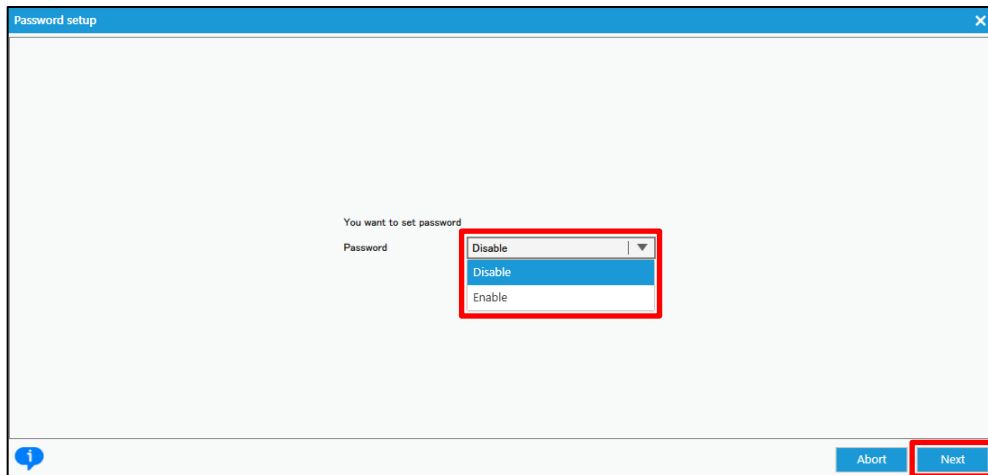 Password setup
You want to set password
Password Disable
Disable
Enable
Abort Next